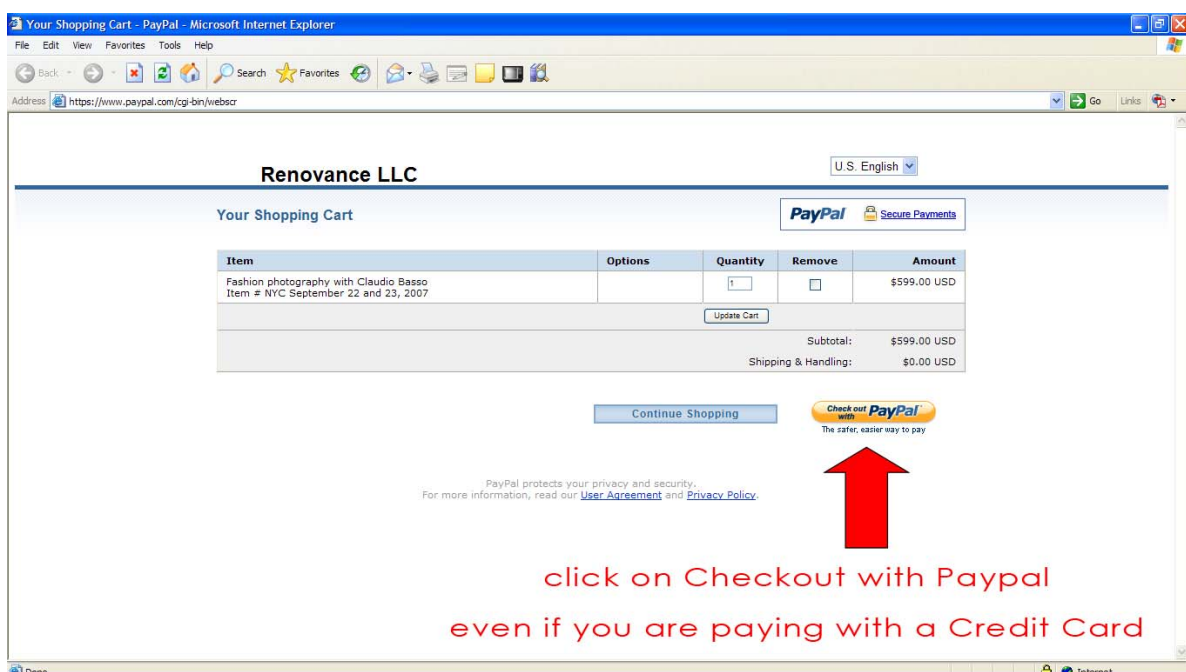 Your Shopping Cart - PayPal - Microsoft Internet Explorer
File Edit View Favorites Tools Help
Back Search Favorites
Address https://www.paypal.com/cgi-bin/webscr Go Links
Renovance LLC
U.S. English
Your Shopping Cart
PayPal Secure Payments
Item Options Quantity Remove Amount
Fashion photography with Claudio Basso 1 $599.00 USD
Item # NYC September 22 and 23, 2007
Update Cart
Subtotal: $599.00 USD
Shipping & Handling: $0.00 USD
Continue Shopping
Check out with PayPal
The safer, easier way to pay
PayPal protects your privacy and security.
For more information, read our User Agreement and Privacy Policy.
click on Checkout with Paypal
even if you are paying with a Credit Card
Done Internet